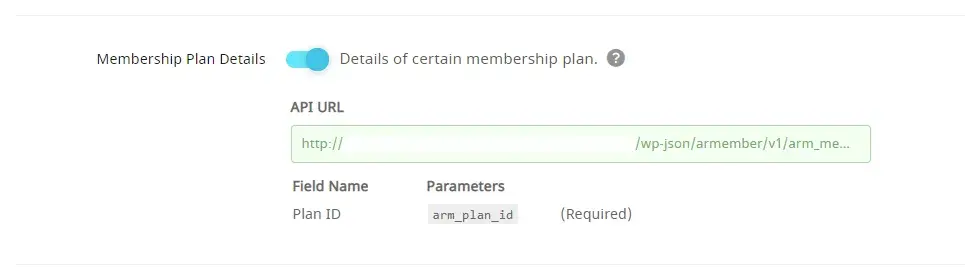 Membership Plan Details Details of certain membership plan. ?
API URL
http:// /wp-json/armember/v1/arm_me...
Field Name Parameters
Plan ID arm_plan_id (Required)